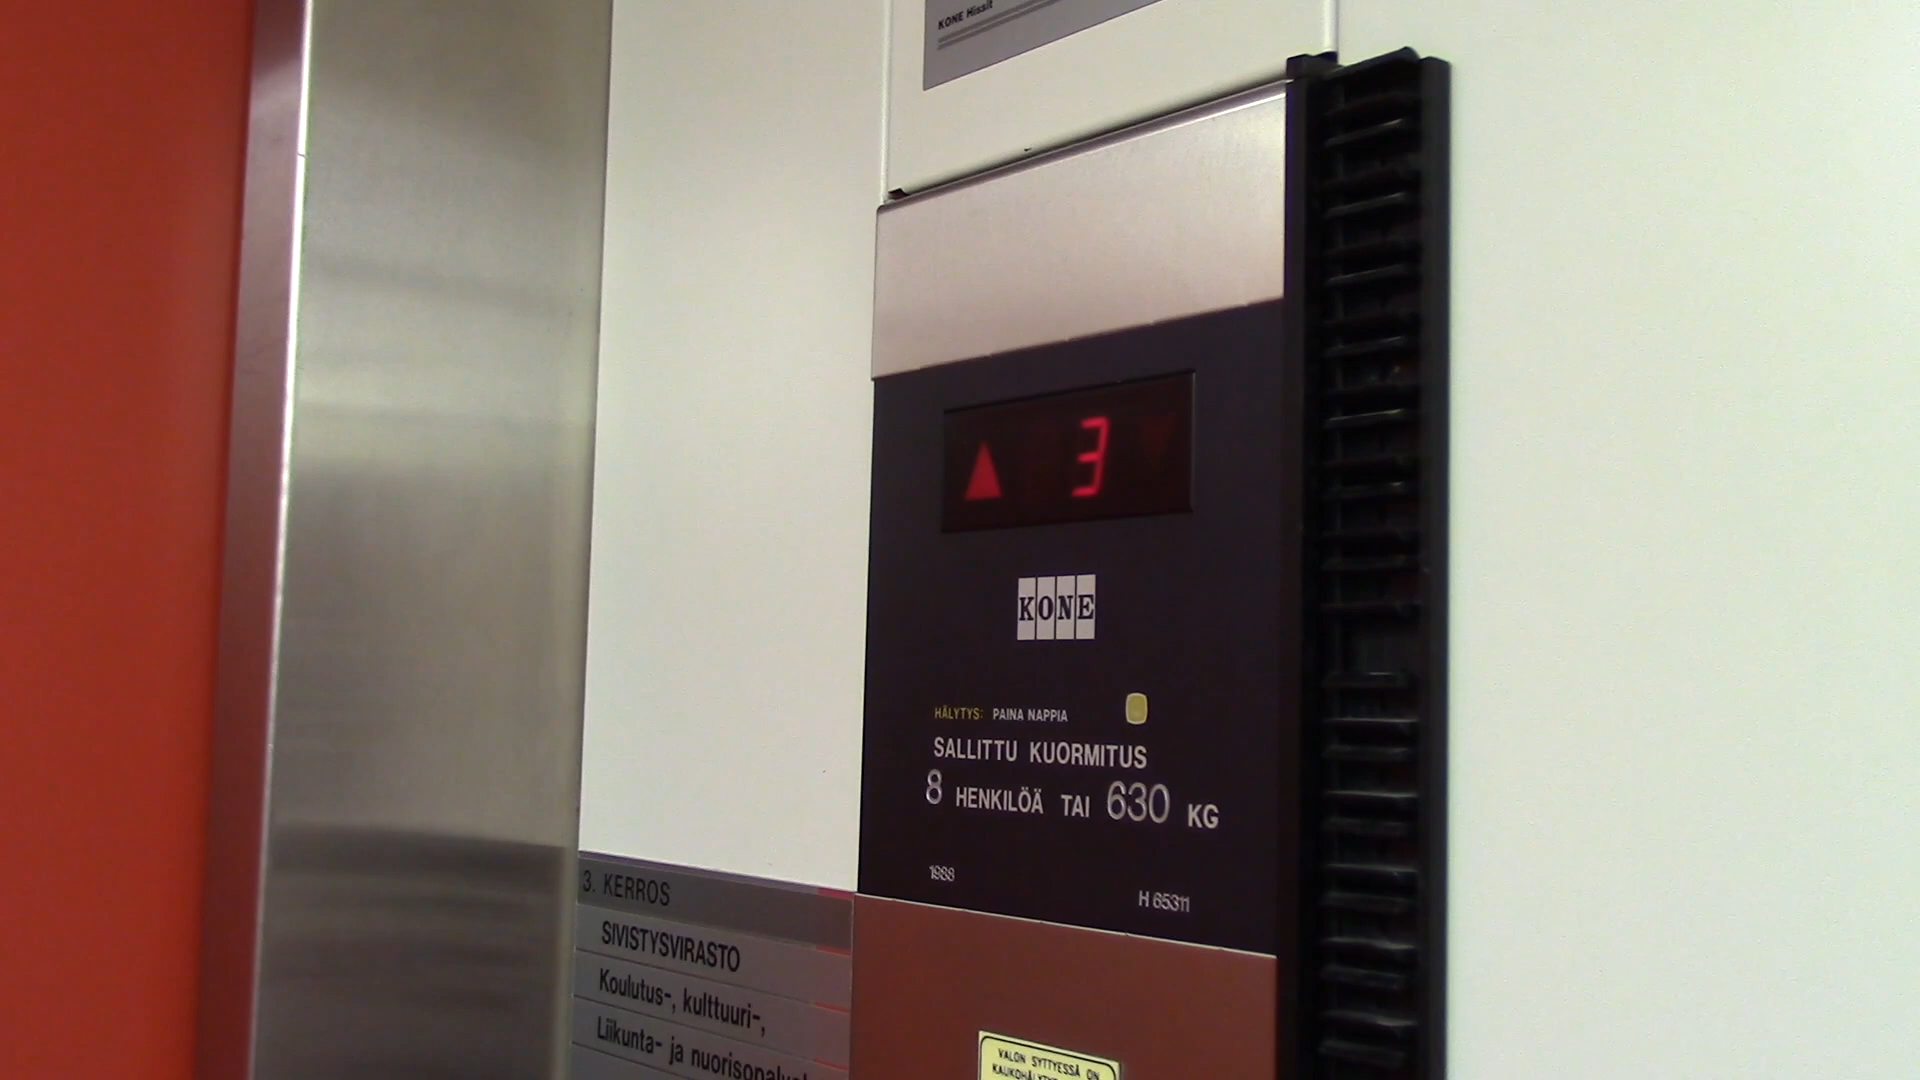 KONE Hissit
3
KONE
HÄLYTYS: PAINA NAPPIA
SALLITTU KUORMITUS
8 HENKILÖÄ TAI 630 KG
1988
H 65311
3. KERROS
SIVISTYSVIRASTO
Koulutus-, kulttuuri-,
Liikunta- ja
VALON SYTTYESSÄ ON